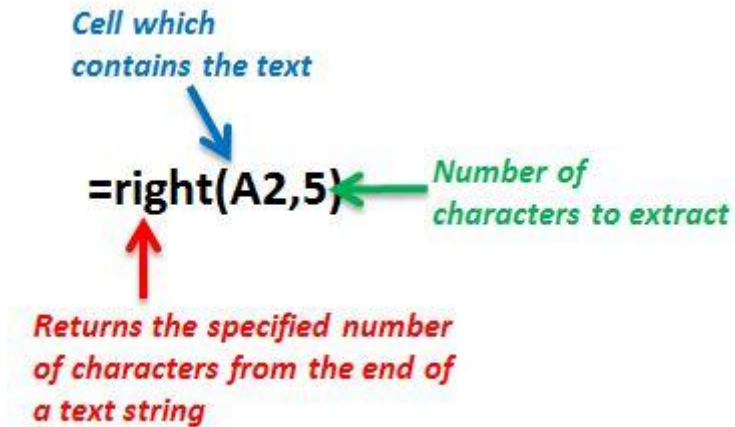 Cell which
contains the text
=right(A2,5)
Number of
characters to extract
Returns the specified number
of characters from the end of
a text string